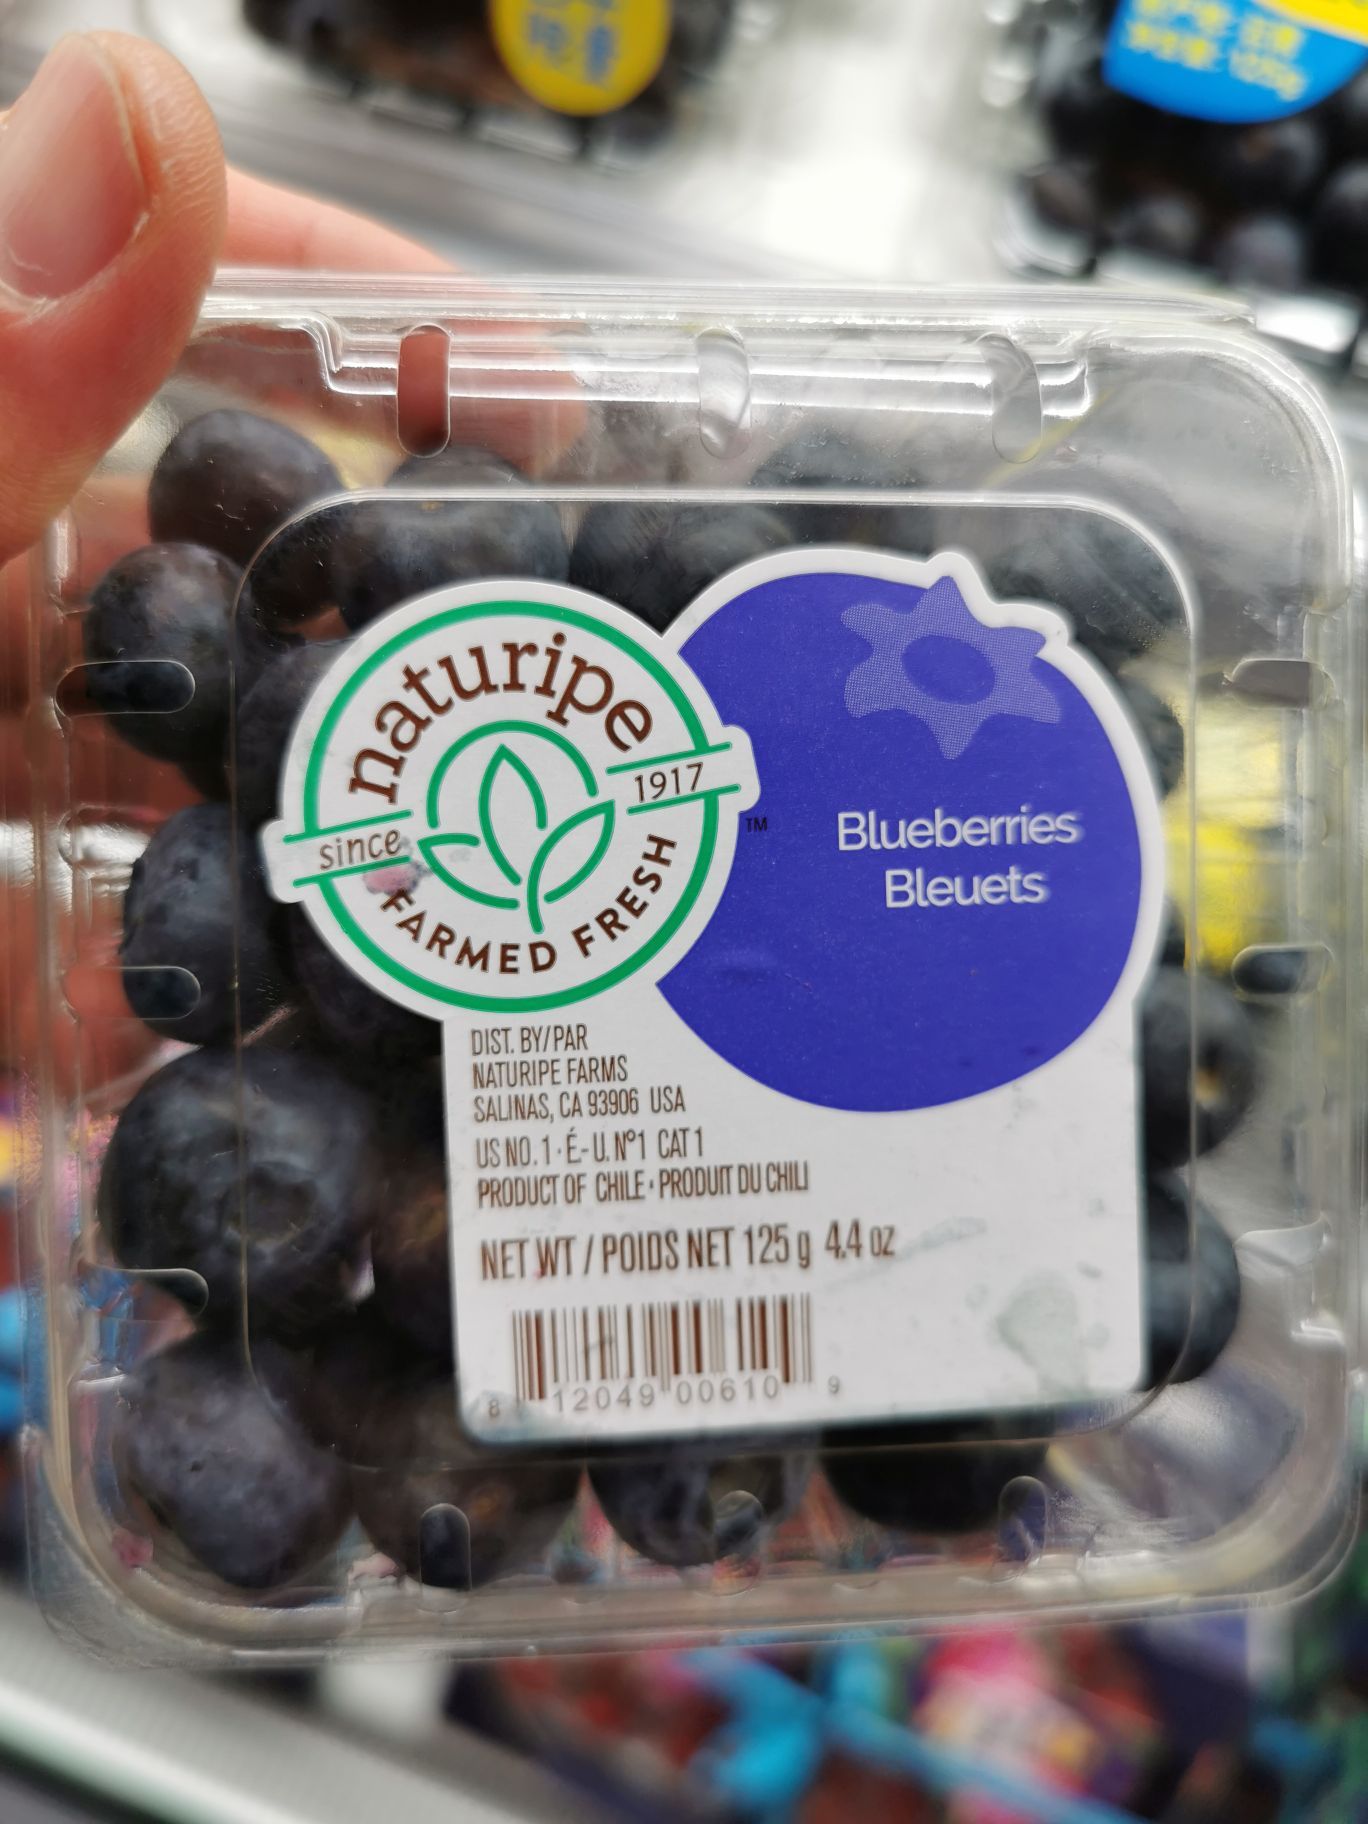 naturipe
since 1917
FARMED FRESH
TM
Blueberries
Bleuets
DIST. BY/PAR
NATURIPE FARMS
SALINAS, CA 93906 USA
US NO. 1 · É-U. Nº1 CAT 1
PRODUCT OF CHILE · PRODUIT DU CHILI
NET WT / POIDS NET 125 g 4.4 oz
8 12049 00610 9